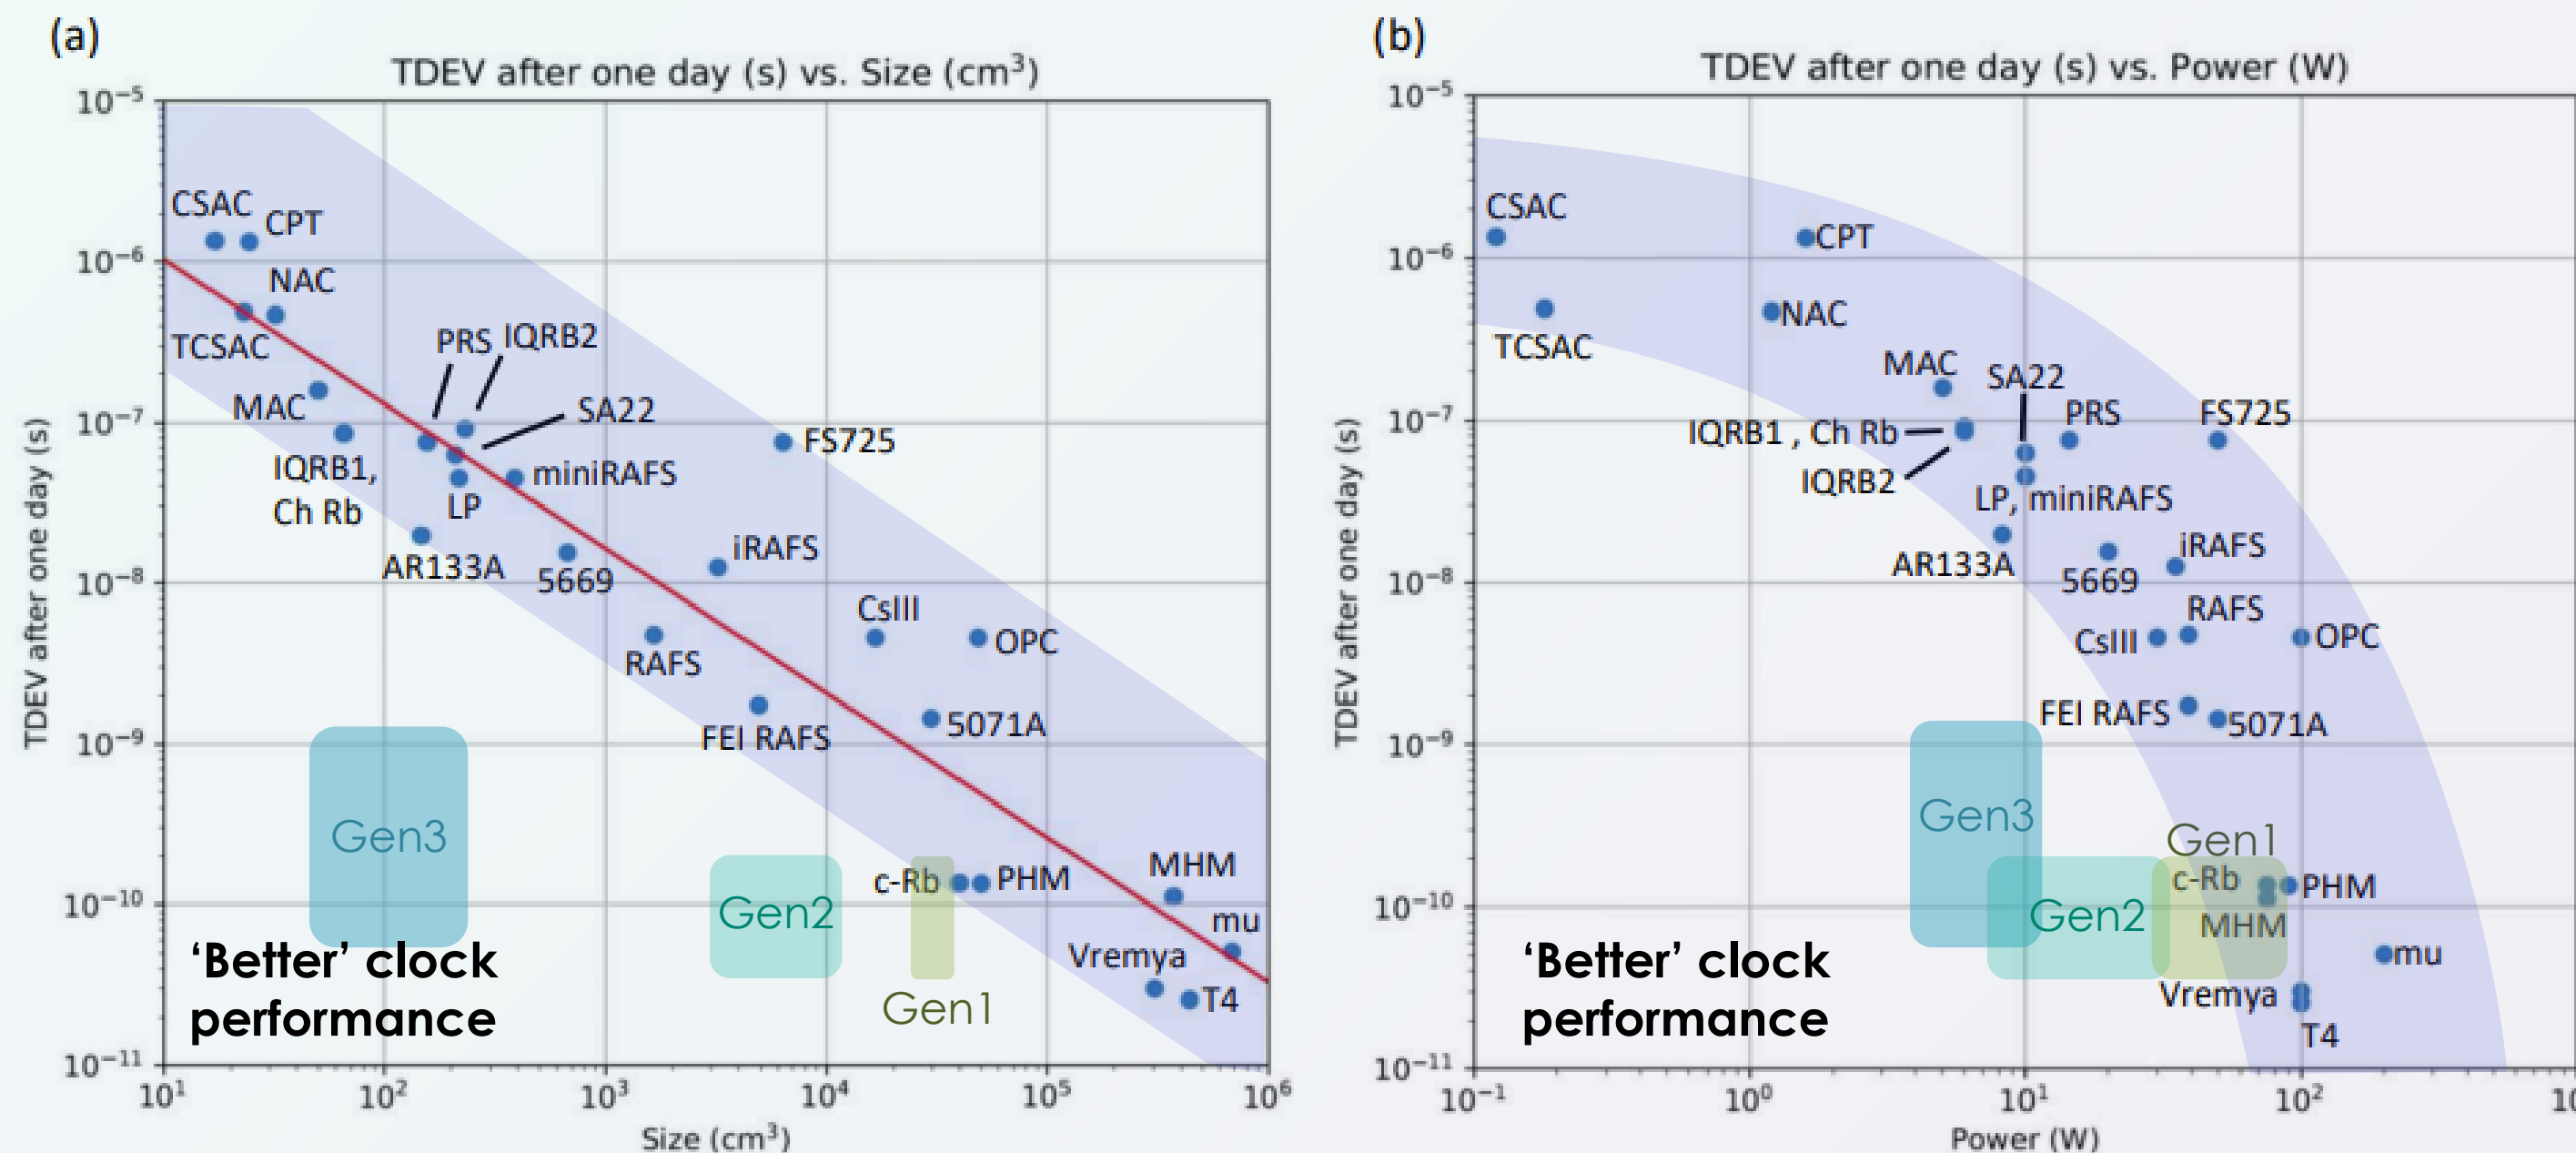 (a)
TDEV after one day (s) vs. Size (cm³)
TDEV after one day (s)
10⁻⁵
10⁻⁶
10⁻⁷
10⁻⁸
10⁻⁹
10⁻¹⁰
10⁻¹¹
CSAC
CPT
NAC
TCSAC
PRS
IQRB2
MAC
SA22
FS725
IQRB1,
Ch Rb
miniRAFS
LP
AR133A
5669
iRAFS
CsIII
OPC
RAFS
FEI RAFS
5071A
Gen3
c-Rb
PHM
MHM
Gen2
mu
Vremya
T4
Gen1
'Better' clock
performance
10¹
10²
10³
10⁴
10⁵
10⁶
Size (cm³)
(b)
TDEV after one day (s) vs. Power (W)
TDEV after one day (s)
10⁻⁵
10⁻⁶
10⁻⁷
10⁻⁸
10⁻⁹
10⁻¹⁰
10⁻¹¹
CSAC
CPT
NAC
TCSAC
MAC
SA22
PRS
FS725
IQRB1 , Ch Rb
IQRB2
LP, miniRAFS
AR133A
5669
iRAFS
RAFS
CsIII
OPC
FEI RAFS
5071A
Gen3
Gen1
c-Rb
PHM
Gen2
MHM
mu
Vremya
T4
'Better' clock
performance
10⁻¹
10⁰
10¹
10²
Power (W)